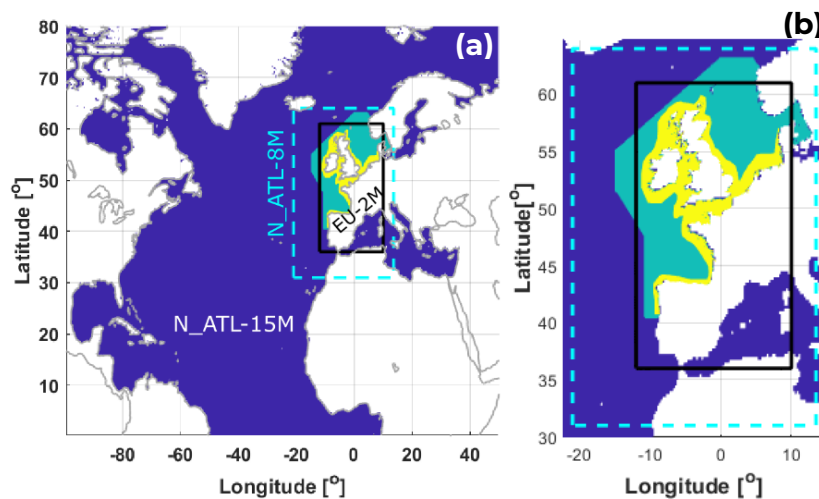 (a)
80
70
60
50
40
30
20
10
Latitude [°]
N_ATL-8M
EU-2M
N_ATL-15M
-80 -60 -40 -20 0 20 40
Longitude [°]
(b)
60
55
50
45
40
35
30
Latitude[°]
-20 -10 0 10
Longitude [°]